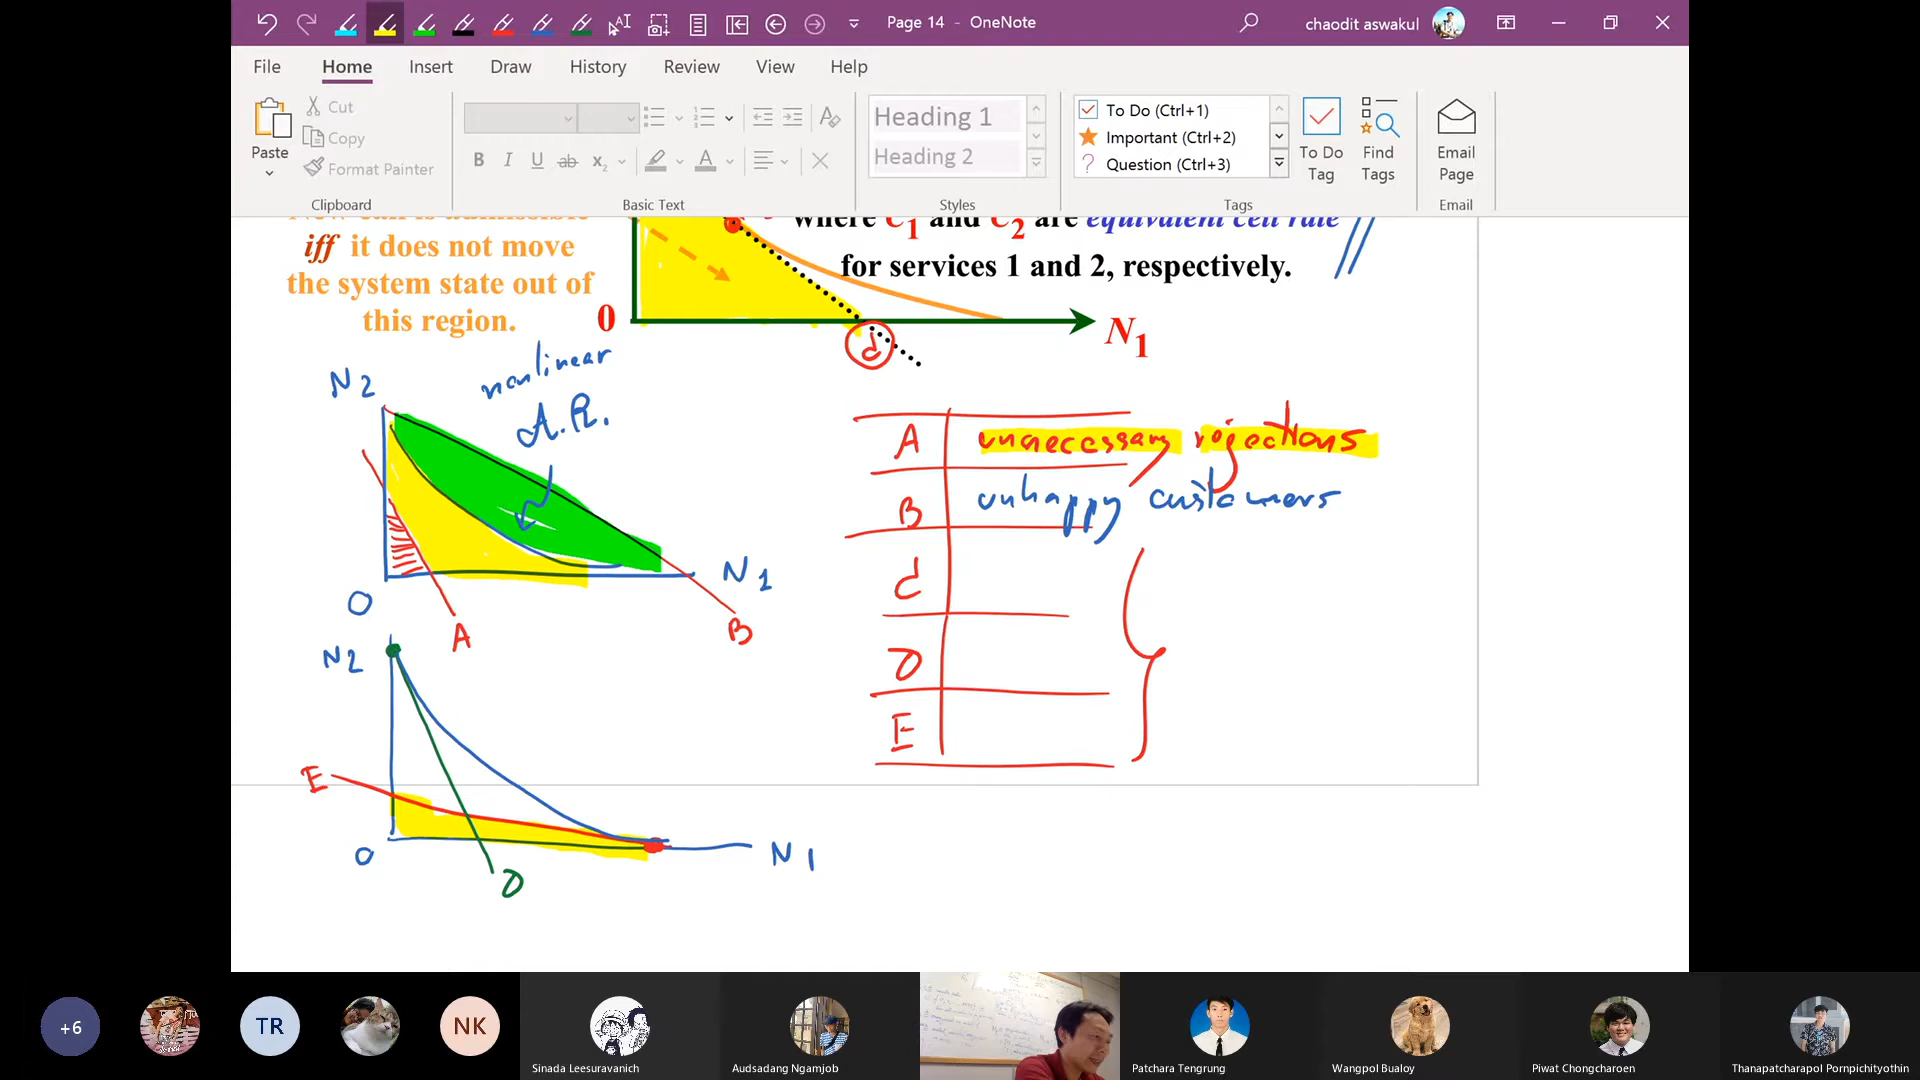 Page 14 - OneNote
chaodit aswakul
File Home Insert Draw History Review View Help
Paste
Cut
Copy
Format Painter
Clipboard
B I U ab x2 A
Basic Text
Heading 1
Heading 2
Styles
To Do (Ctrl+1)
Important (Ctrl+2)
? Question (Ctrl+3)
Tags
To Do Tag
Find Tags
Email Page
Email
iff it does not move
the system state out of
this region.
where C1 and C2 are equivalent cell rate
for services 1 and 2, respectively.
0
N1
d
nonlinear
A.R.
N2
0
N1
A
B
N2
E
0
N1
D
A unnecessary rejections
B unhappy customers
C
D
E
+6
TR
NK
Sinada Leesuravanich
Audsadang Ngamjob
Patchara Tengrung
Wangpol Bualoy
Piwat Chongcharoen
Thanapatcharapol Pornpichityothin